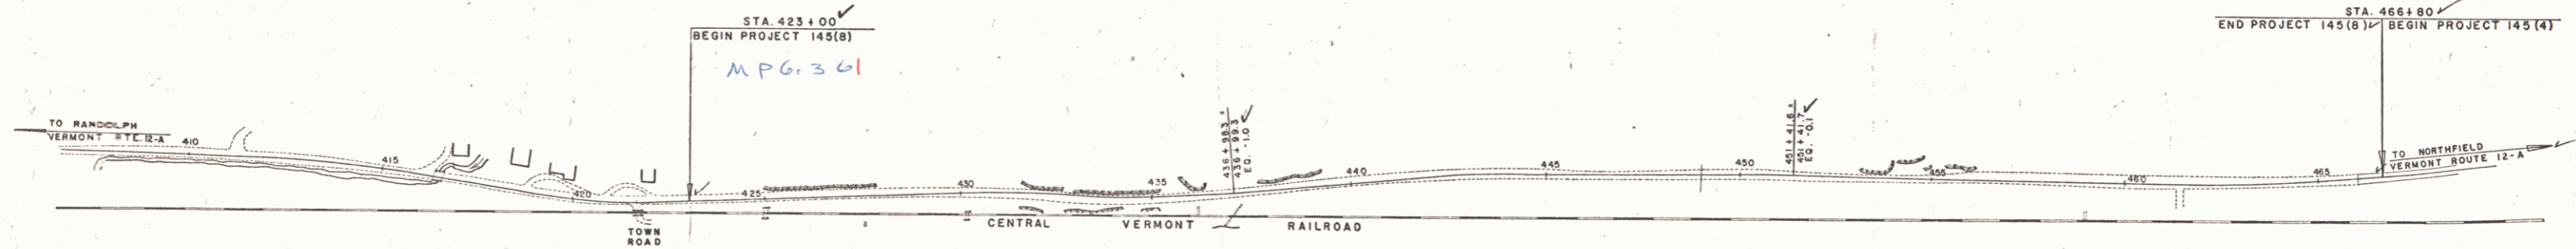 STA. 423+00
BEGIN PROJECT 145(8)
MP6.361
STA. 466+80
END PROJECT 145(8) BEGIN PROJECT 145(4)
TO RANDOLPH
VERMONT RTE.12-A
410
415
420
425
430
435
436+98.3 =
436+99.3
EQ. -1.0
440
445
450
451+41.6 =
451+41.7
EQ. -0.1
455
460
465
TO NORTHFIELD
VERMONT ROUTE 12-A
TOWN
ROAD
CENTRAL VERMONT RAILROAD